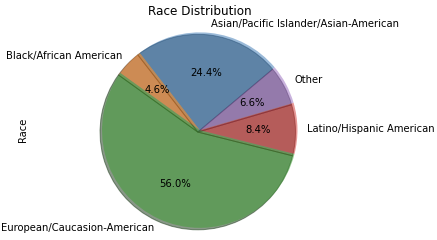 Race Distribution
Asian/Pacific Islander/Asian-American
Black/African American
24.4%
Other
4.6%
6.6%
Race
8.4%
Latino/Hispanic American
56.0%
European/Caucasion-American